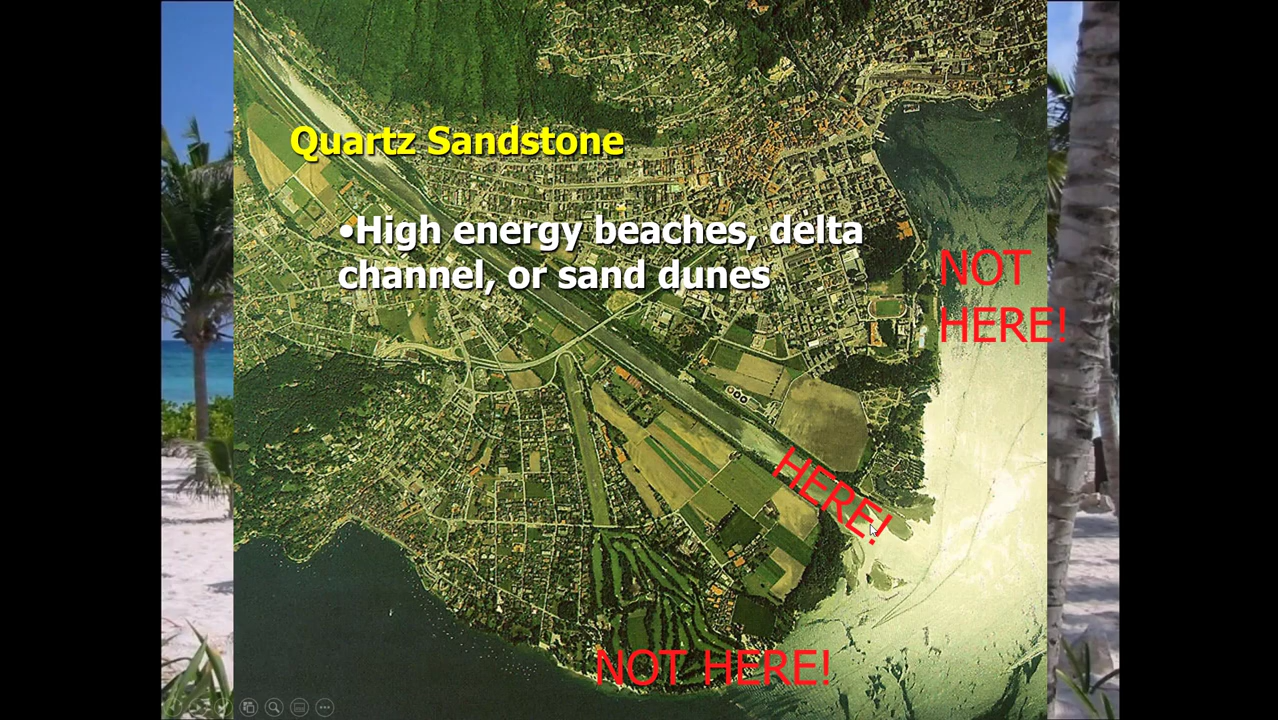 Quartz Sandstone
•High energy beaches, delta
channel, or sand dunes
NOT
HERE!
HERE!
NOT HERE!